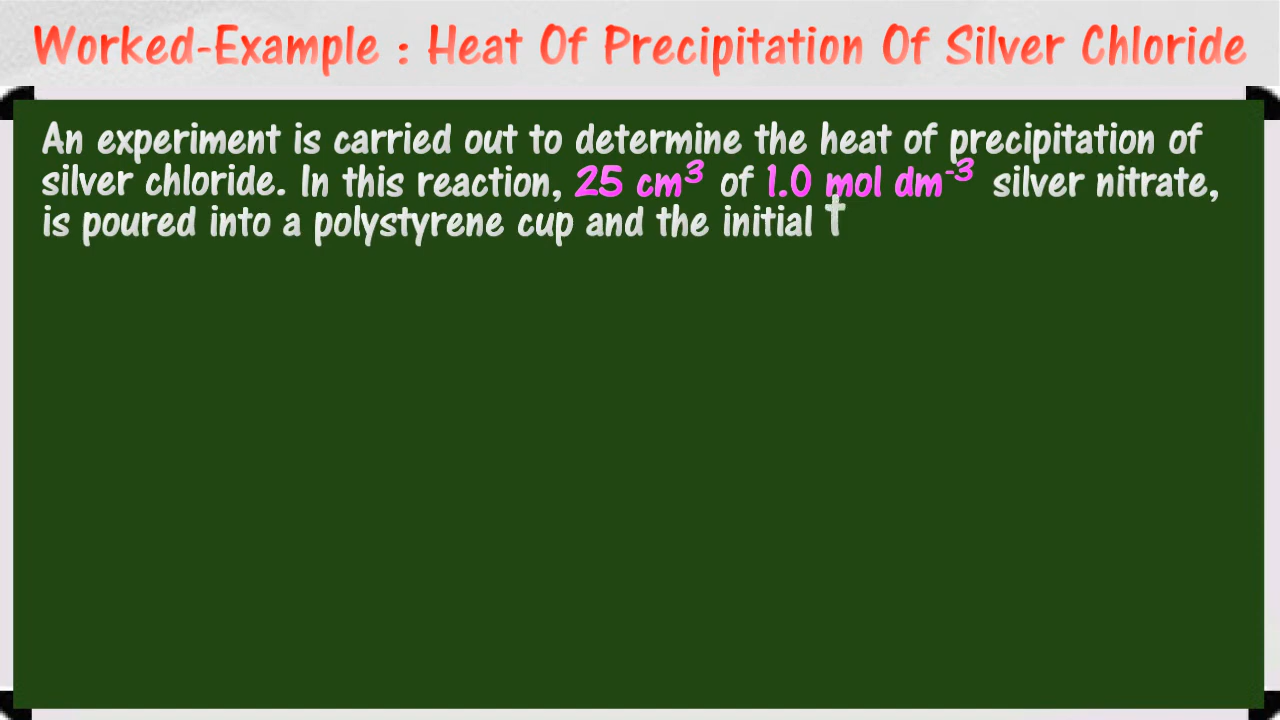 Worked-Example : Heat Of Precipitation Of Silver Chloride
An experiment is carried out to determine the heat of precipitation of
silver chloride. In this reaction, 25 cm³ of 1.0 mol dm⁻³ silver nitrate,
is poured into a polystyrene cup and the initial t